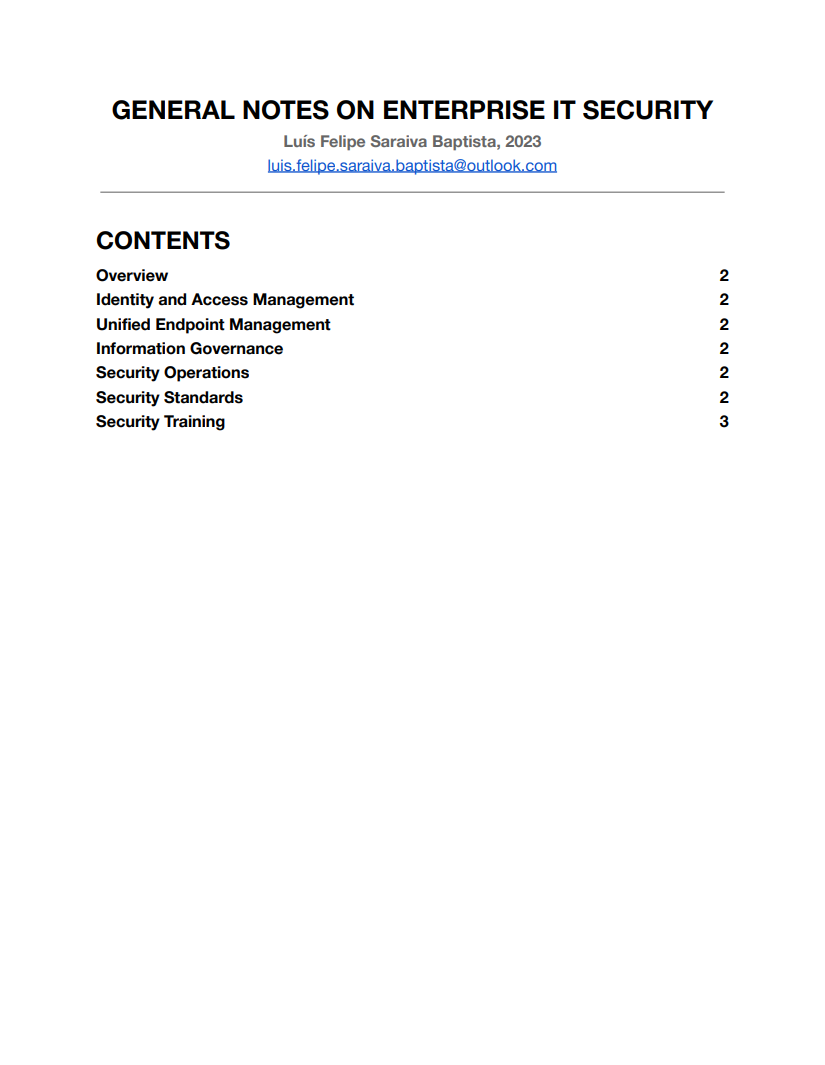 GENERAL NOTES ON ENTERPRISE IT SECURITY
Luís Felipe Saraiva Baptista, 2023
luis.felipe.saraiva.baptista@outlook.com
CONTENTS
Overview 2
Identity and Access Management 2
Unified Endpoint Management 2
Information Governance 2
Security Operations 2
Security Standards 2
Security Training 3